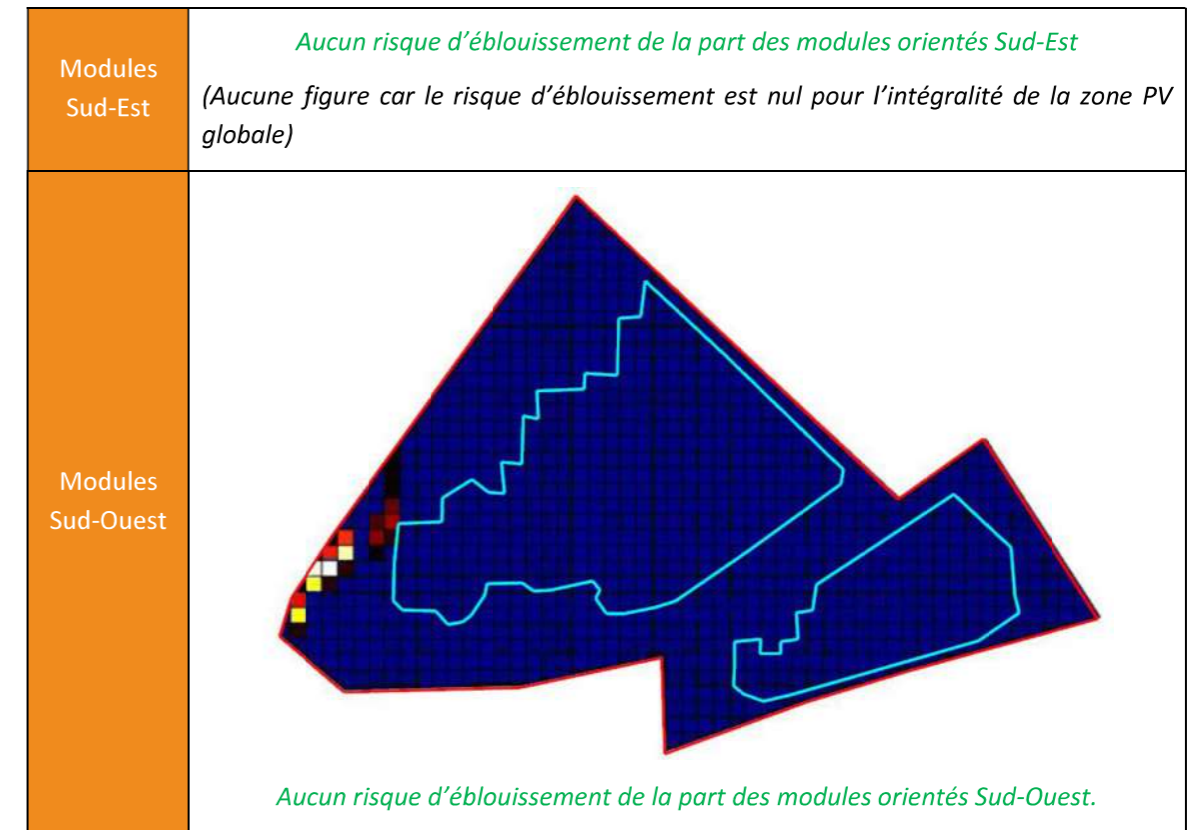 Modules
Sud-Est
Aucun risque d'éblouissement de la part des modules orientés Sud-Est
(Aucune figure car le risque d'éblouissement est nul pour l'intégralité de la zone PV
globale)
Modules
Sud-Ouest
Aucun risque d'éblouissement de la part des modules orientés Sud-Ouest.